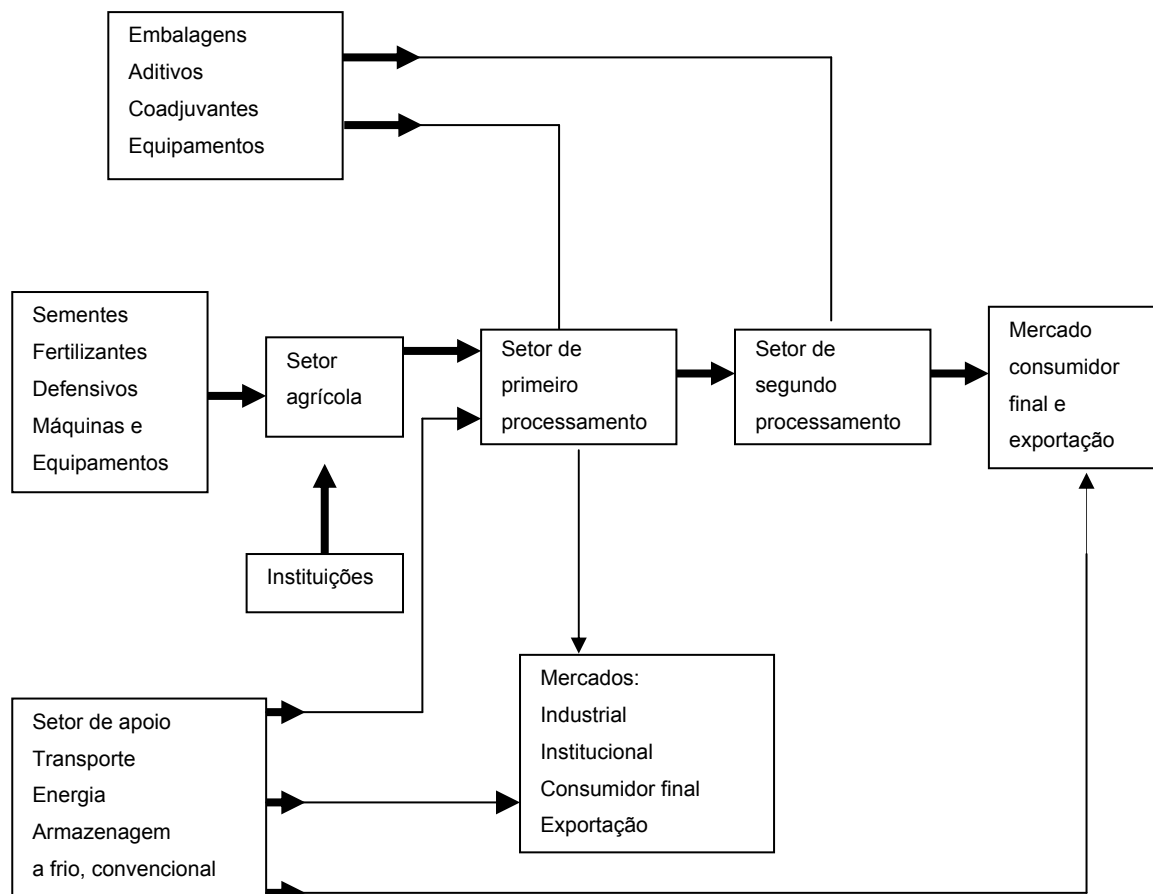 Embalagens
Aditivos
Coadjuvantes
Equipamentos
Sementes
Fertilizantes
Defensivos
Máquinas e
Equipamentos
Setor
agrícola
Setor de
primeiro
processamento
Setor de
segundo
processamento
Mercado
consumidor
final e
exportação
Instituições
Setor de apoio
Transporte
Energia
Armazenagem
a frio, convencional
Mercados:
Industrial
Institucional
Consumidor final
Exportação